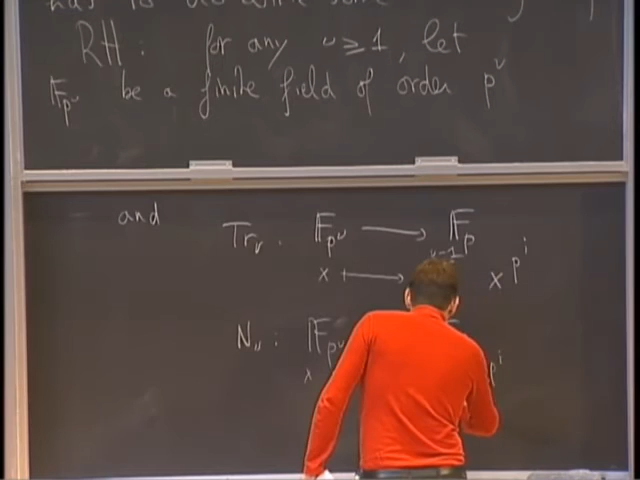 RH: for any ν ≥ 1, let
F_{p^ν} be a finite field of order p^ν
and Tr_ν : F_{p^ν} → F_p
x ↦ x^{p^i}
N_ν : F_{p^ν}
x p^i